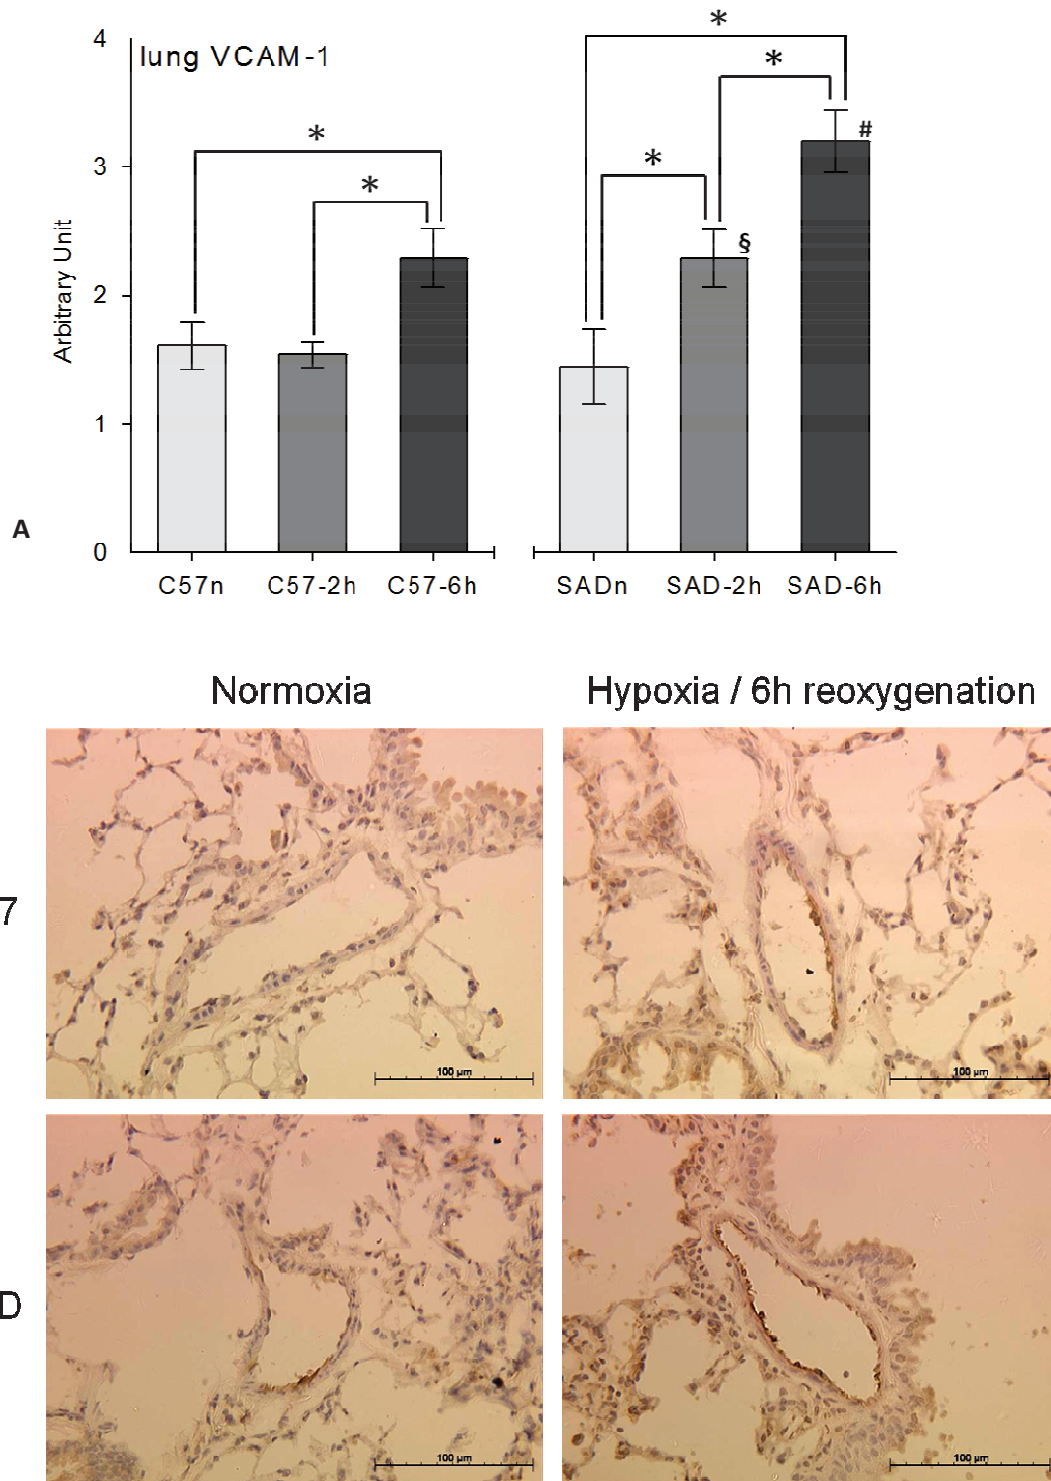 lung VCAM-1
Arbitrary Unit
4
3
2
1
0
*
*
*
*
*
§
#
C57n C57-2h C57-6h SADn SAD-2h SAD-6h
A
Normoxia Hypoxia / 6h reoxygenation
7
100 µm 100 µm
D
100 µm 100 µm